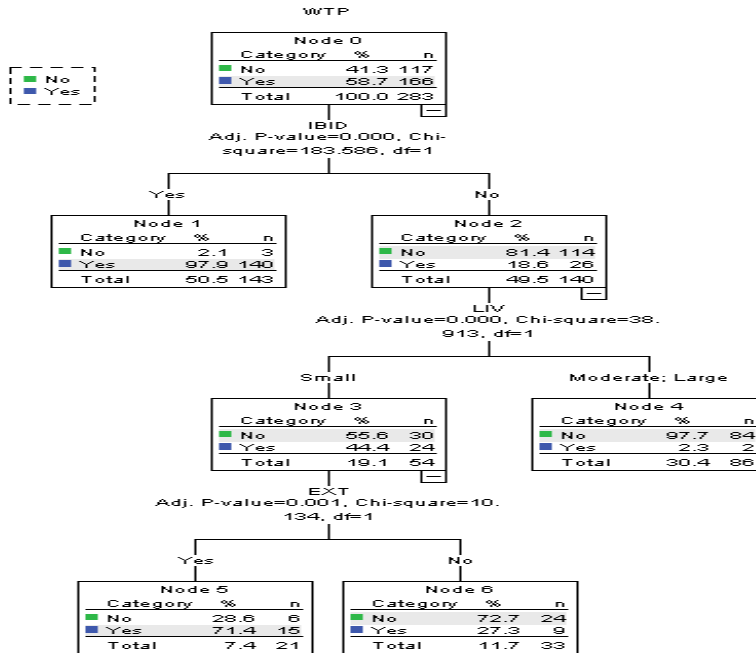 WTP
No
Yes
Node 0
Category % n
No 41.3 117
Yes 58.7 166
Total 100.0 283
IBID
Adj. P-value=0.000, Chi-
square=183.586, df=1
Yes
No
Node 1
Category % n
No 2.1 3
Yes 97.9 140
Total 50.5 143
Node 2
Category % n
No 81.4 114
Yes 18.6 26
Total 49.5 140
LIV
Adj. P-value=0.000, Chi-square=38.
913, df=1
Small
Moderate; Large
Node 3
Category % n
No 55.6 30
Yes 44.4 24
Total 19.1 54
Node 4
Category % n
No 97.7 84
Yes 2.3 2
Total 30.4 86
EXT
Adj. P-value=0.001, Chi-square=10.
134, df=1
Yes
No
Node 5
Category % n
No 28.6 6
Yes 71.4 15
Total 7.4 21
Node 6
Category % n
No 72.7 24
Yes 27.3 9
Total 11.7 33